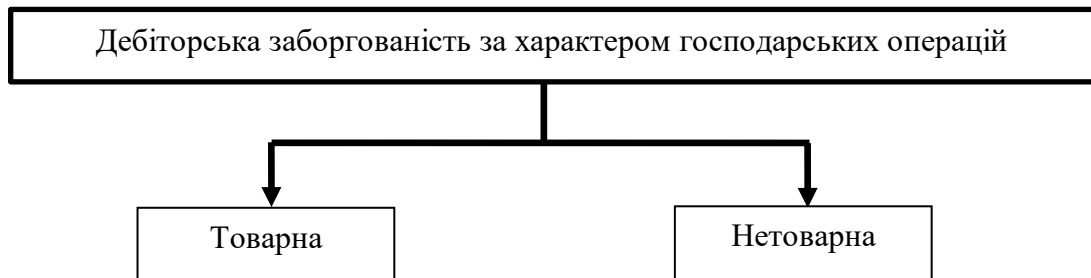 Дебіторська заборгованість за характером господарських операцій
Товарна
Нетоварна